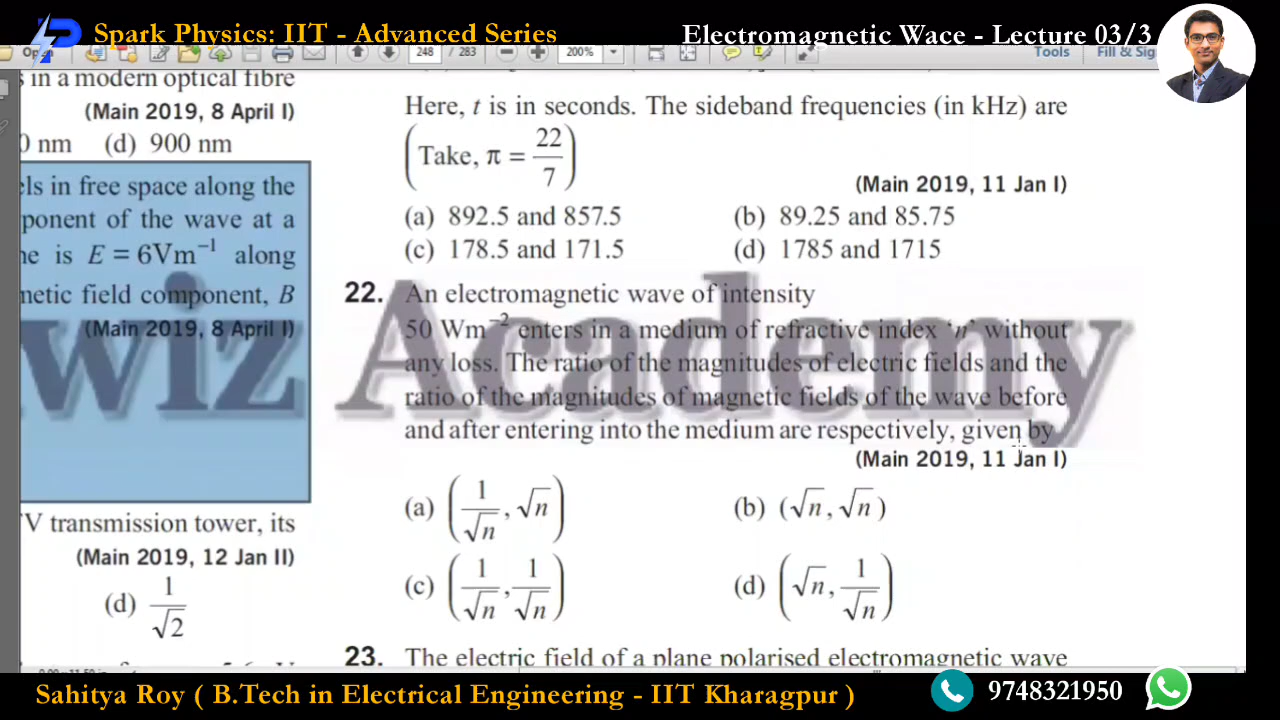 Spark Physics: IIT - Advanced Series
Electromagnetic Wace - Lecture 03/3
248 / 283
200%
Tools
Fill & Sig
s in a modern optical fibre
(Main 2019, 8 April I)
0 nm (d) 900 nm
els in free space along the
ponent of the wave at a
ne is E = 6Vm⁻¹ along
netic field component, B
(Main 2019, 8 April I)
V transmission tower, its
(Main 2019, 12 Jan II)
(d) 1/√2
Here, t is in seconds. The sideband frequencies (in kHz) are
(Take, π = 22/7)
(Main 2019, 11 Jan I)
(a) 892.5 and 857.5 (b) 89.25 and 85.75
(c) 178.5 and 171.5 (d) 1785 and 1715
22. An electromagnetic wave of intensity
50 Wm⁻² enters in a medium of refractive index 'n' without
any loss. The ratio of the magnitudes of electric fields and the
ratio of the magnitudes of magnetic fields of the wave before
and after entering into the medium are respectively, given by
(Main 2019, 11 Jan I)
(a) (1/√n, √n) (b) (√n, √n)
(c) (1/√n, 1/√n) (d) (√n, 1/√n)
23. The electric field of a plane polarised electromagnetic wave
wiz Academy
Sahitya Roy ( B.Tech in Electrical Engineering - IIT Kharagpur )
9748321950